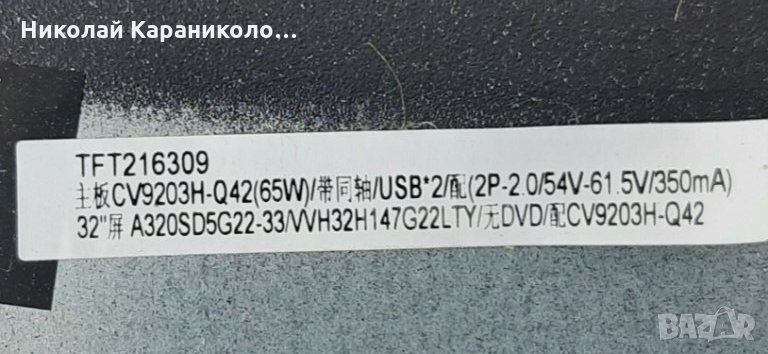 Николай Караниколо...
TFT216309
主板CV9203H-Q42(65W)/带同轴/USB*2/配(2P-2.0/54V-61.5V/350mA)
32"屏 A320SD5G22-33/VVH32H147G22LTY/无DVD/配CV9203H-Q42
BAZAR